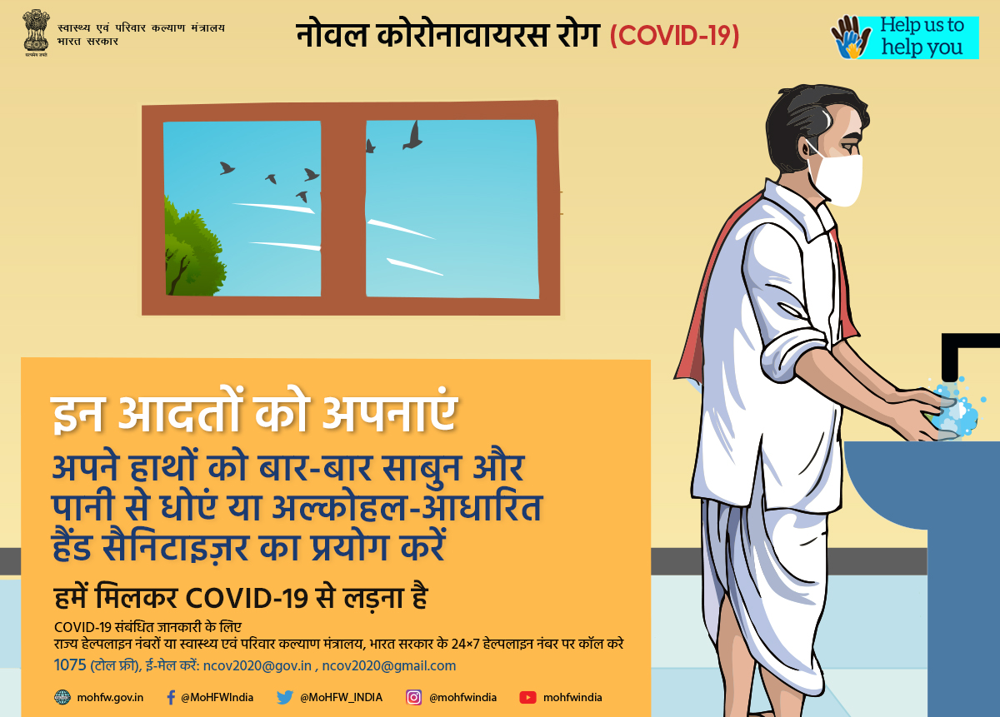 स्वास्थ्य एवं परिवार कल्याण मंत्रालय
भारत सरकार
सत्यमेव जयते
नोवल कोरोनावायरस रोग (COVID-19)
Help us to
help you
इन आदतों को अपनाएं
अपने हाथों को बार-बार साबुन और
पानी से धोएं या अल्कोहल-आधारित
हैंड सैनिटाइज़र का प्रयोग करें
हमें मिलकर COVID-19 से लड़ना है
COVID-19 संबंधित जानकारी के लिए
राज्य हेल्पलाइन नंबरों या स्वास्थ्य एवं परिवार कल्याण मंत्रालय, भारत सरकार के 24×7 हेल्पलाइन नंबर पर कॉल करे
1075 (टोल फ्री), ई-मेल करें: ncov2020@gov.in , ncov2020@gmail.com
mohfw.gov.in @MoHFWIndia @MoHFW_INDIA @mohfwindia mohfwindia